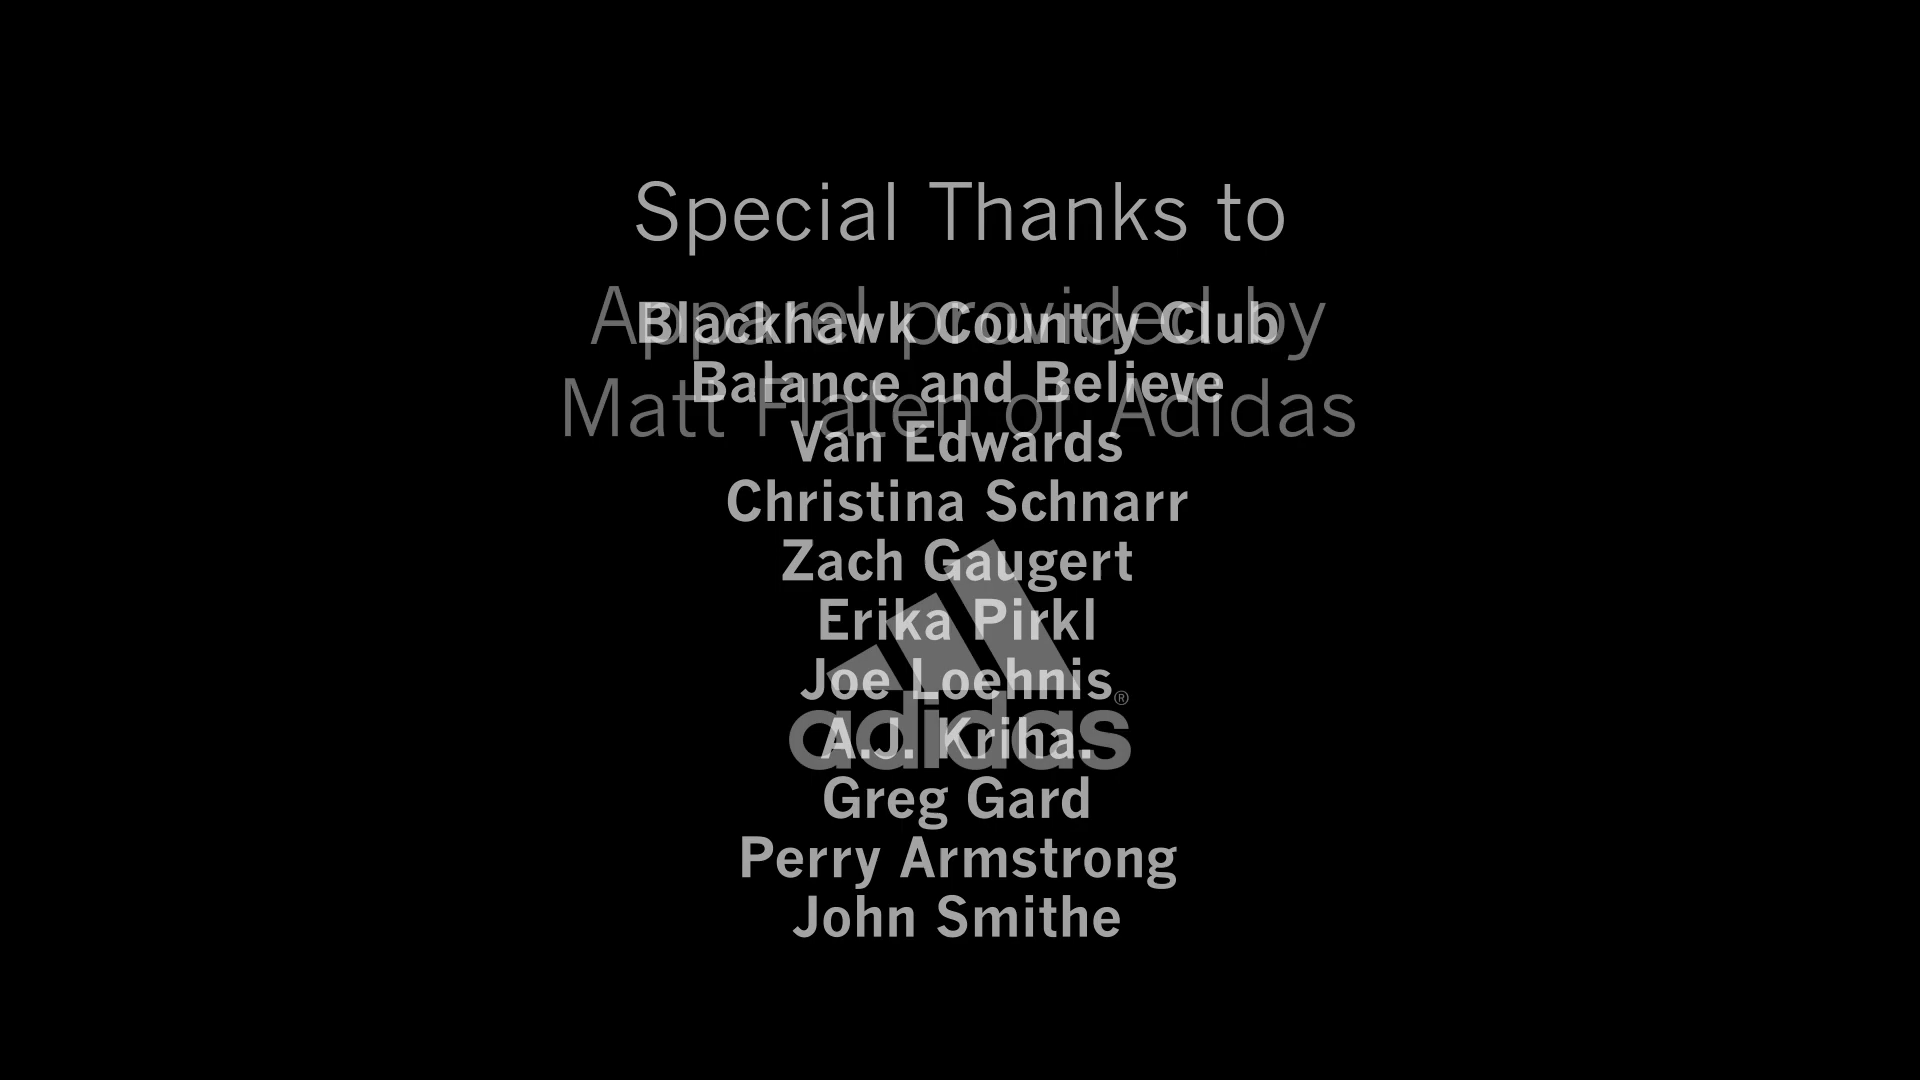 Special Thanks to
Apparel provided by
Blackhawk Country Club
Balance and Believe
Matt Flaten of Adidas
Van Edwards
Christina Schnarr
Zach Gaugert
Erika Pirkl
Joe Loehnis
adidas®
A.J. Kriha.
Greg Gard
Perry Armstrong
John Smithe